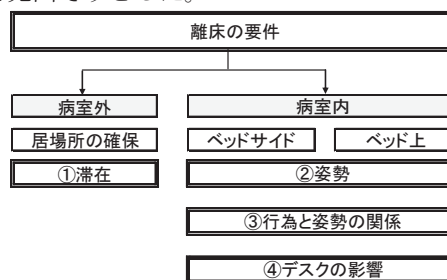 離床の要件
病室外
病室内
居場所の確保
ベッドサイド
ベッド上
①滞在
②姿勢
③行為と姿勢の関係
④デスクの影響